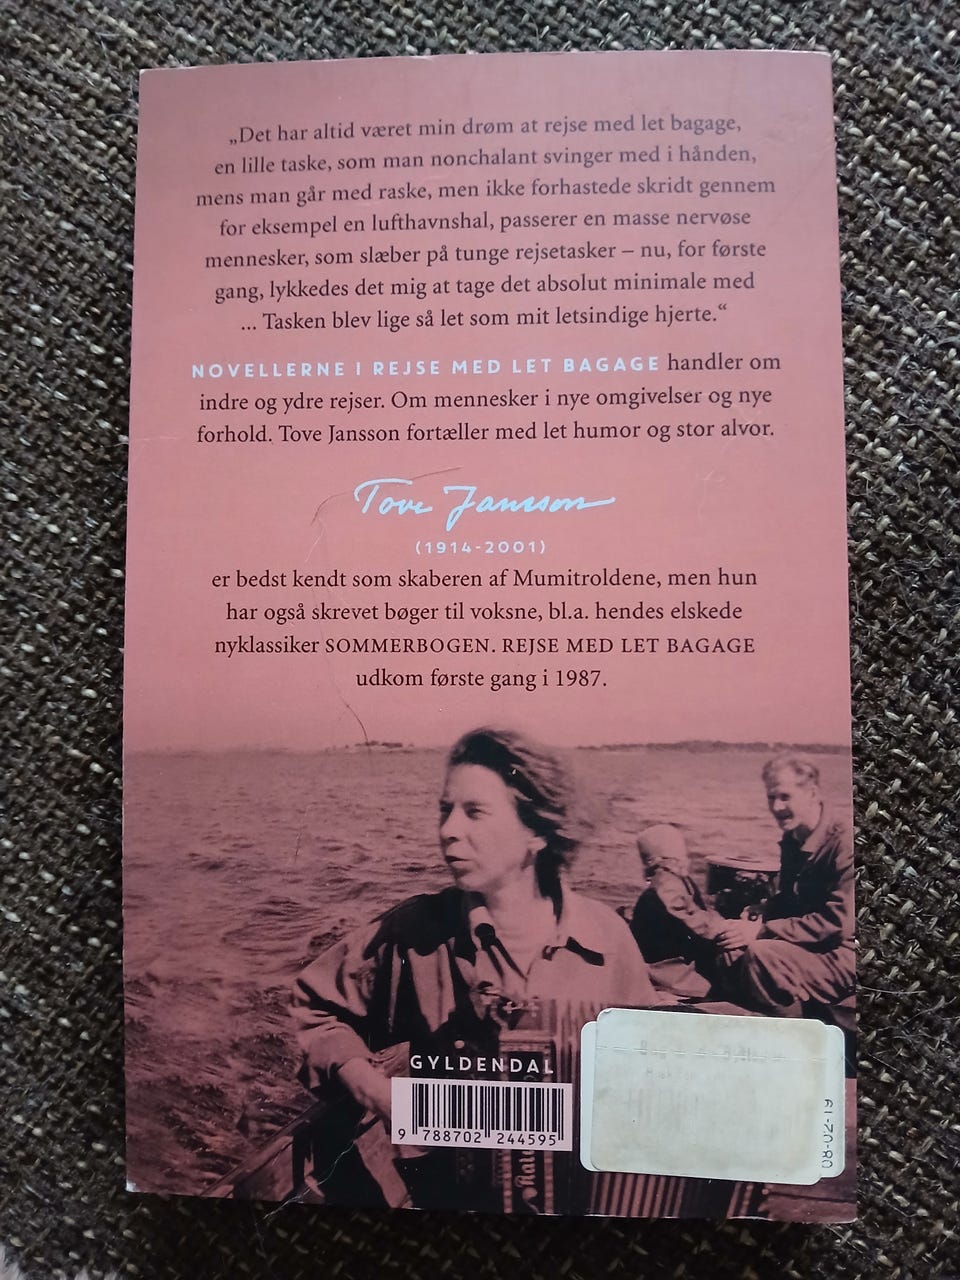 „Det har altid været min drøm at rejse med let bagage,
en lille taske, som man nonchalant svinger med i hånden,
mens man går med raske, men ikke forhastede skridt gennem
for eksempel en lufthavnshal, passerer en masse nervøse
mennesker, som slæber på tunge rejsetasker – nu, for første
gang, lykkedes det mig at tage det absolut minimale med
... Tasken blev lige så let som mit letsindige hjerte.“
NOVELLERNE I REJSE MED LET BAGAGE handler om
indre og ydre rejser. Om mennesker i nye omgivelser og nye
forhold. Tove Jansson fortæller med let humor og stor alvor.
Tove Jansson
(1914-2001)
er bedst kendt som skaberen af Mumitroldene, men hun
har også skrevet bøger til voksne, bl.a. hendes elskede
nyklassiker SOMMERBOGEN. REJSE MED LET BAGAGE
udkom første gang i 1987.
GYLDENDAL
9 788702 244595
08-02-19